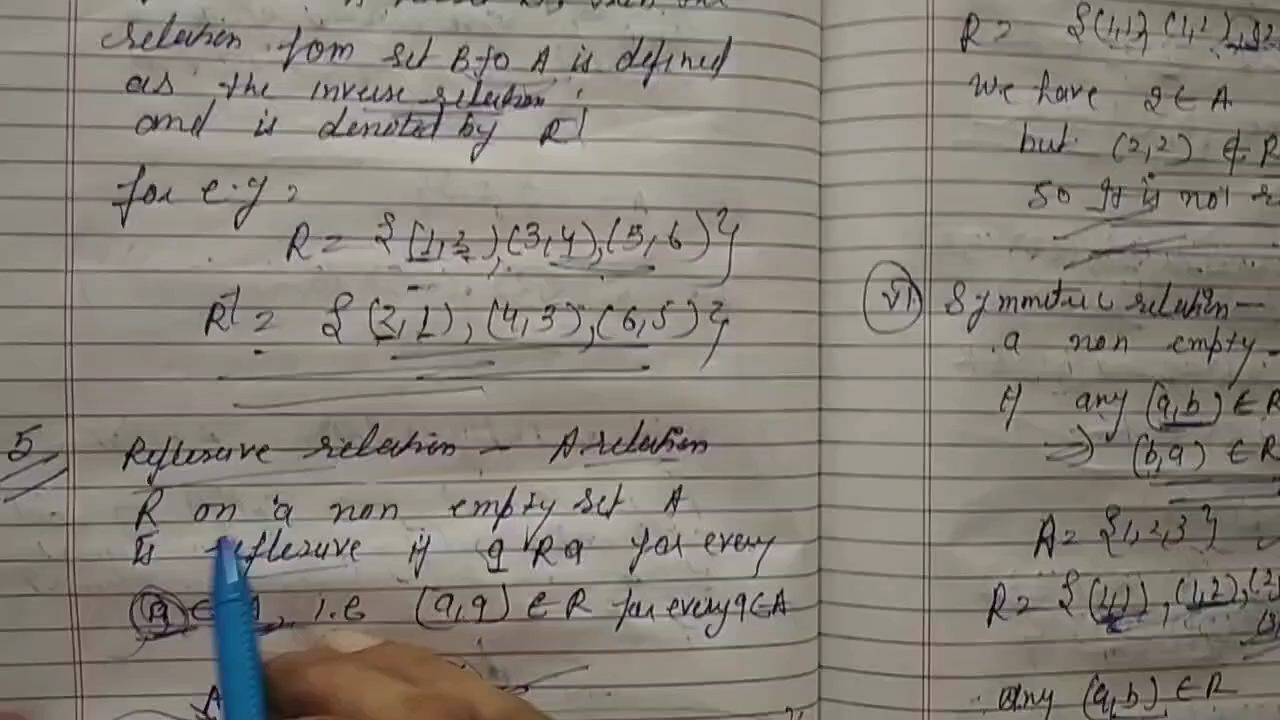 relation from set B to A is defined
as the inverse relation
and is denoted by R⁻¹
for e.g,
R = {(1,2),(3,4),(5,6)}
R⁻¹ = {(2,1),(4,3),(6,5)}
5. Reflexive relation – A relation
R on a non empty set A
is reflexive if a R a for every
a ∈ A, i.e (a,a) ∈ R for every a ∈ A
A
R = {(1,1), (1,2),
We have 2 ∈ A
but (2,2) ∉ R
So It is not
(vi) Symmetric relation –
a non empty
if any (a,b) ∈ R
⇒ (b,a) ∈ R
A = {1,2,3}
R = {(1,1), (1,2), (2
(3,
any (a,b) ∈ R